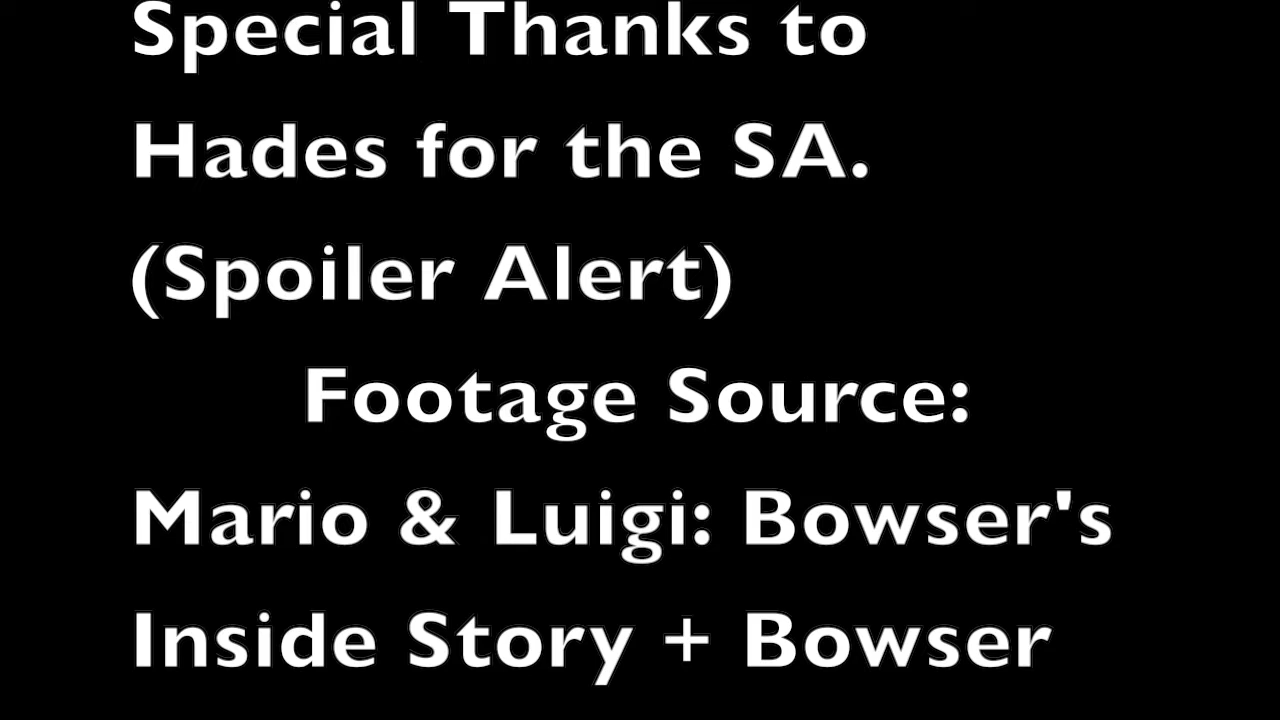 Special Thanks to
Hades for the SA.
(Spoiler Alert)
Footage Source:
Mario & Luigi: Bowser's
Inside Story + Bowser